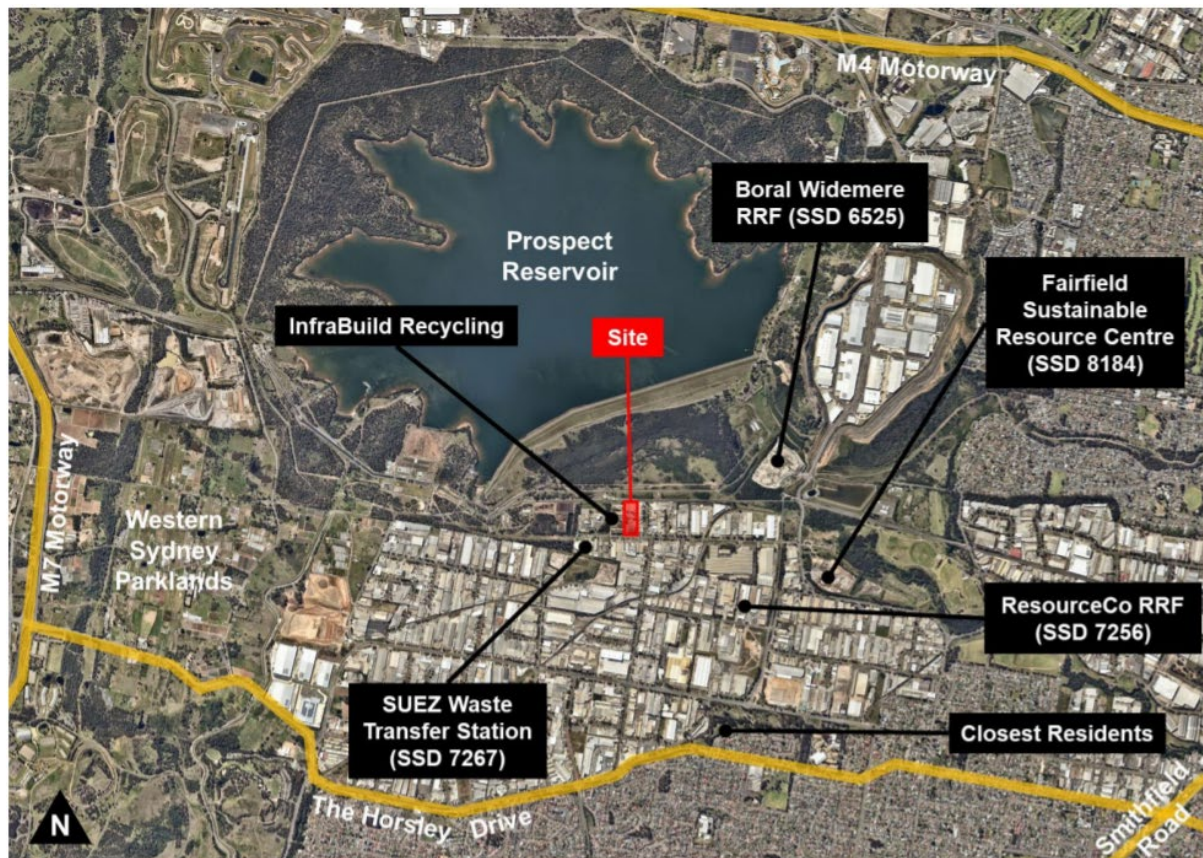 M4 Motorway
Boral Widemere
RRF (SSD 6525)
Prospect
Reservoir
Fairfield
Sustainable
Resource Centre
(SSD 8184)
InfraBuild Recycling
Site
M7 Motorway
Western
Sydney
Parklands
ResourceCo RRF
(SSD 7256)
SUEZ Waste
Transfer Station
(SSD 7267)
Closest Residents
The Horsley Drive
Smithfield
Road
N